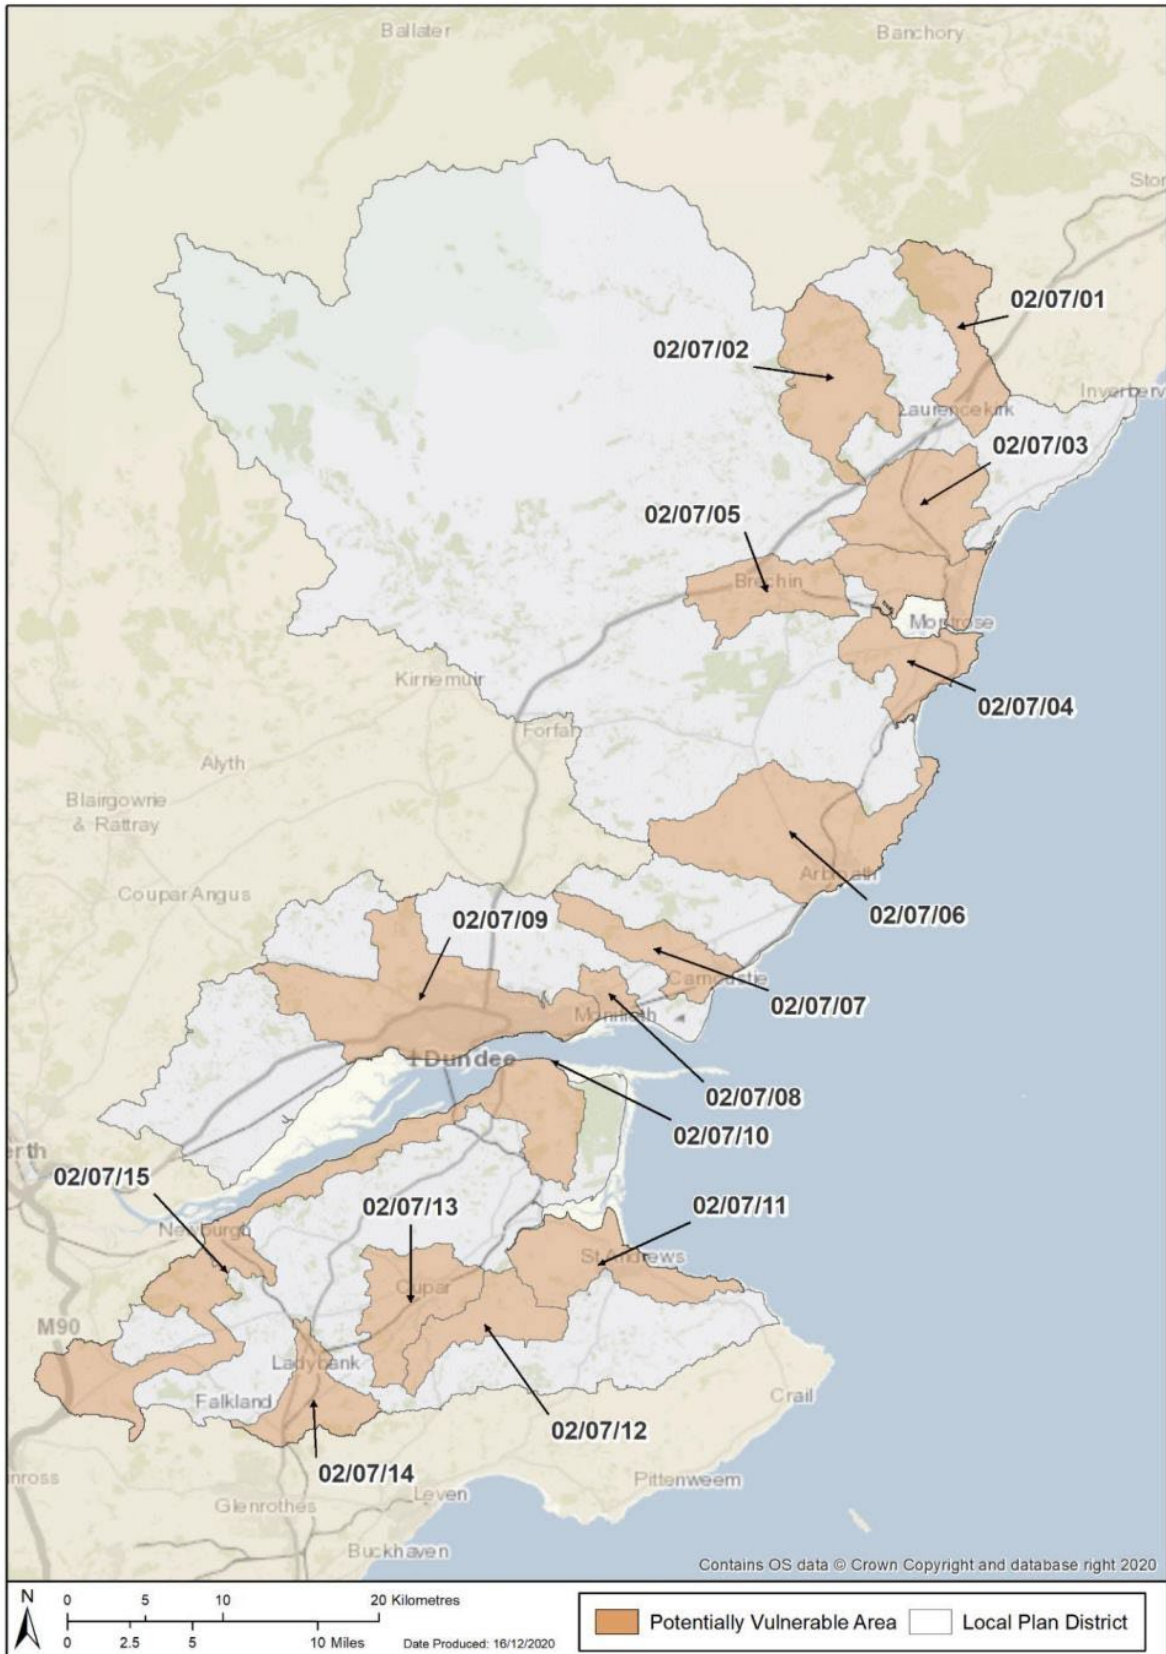 Ballater
Banchory
02/07/01
02/07/02
Laurencekirk
02/07/03
02/07/05
Brechin
Montrose
Kirriemuir
02/07/04
Forfar
Alyth
Blairgowrie
& Rattray
Coupar Angus
Arbroath
02/07/06
02/07/09
Carnoustie
02/07/07
Monifieth
Dundee
02/07/08
02/07/10
erth
02/07/15
02/07/13
02/07/11
Newburgh
St Andrews
Cupar
M90
Ladybank
Falkland
Crail
02/07/12
02/07/14
nross
Pittenweem
Leven
Glenrothes
Buckhaven
Contains OS data © Crown Copyright and database right 2020
N
0 5 10 20 Kilometres
0 2.5 5 10 Miles
Date Produced: 16/12/2020
Potentially Vulnerable Area
Local Plan District